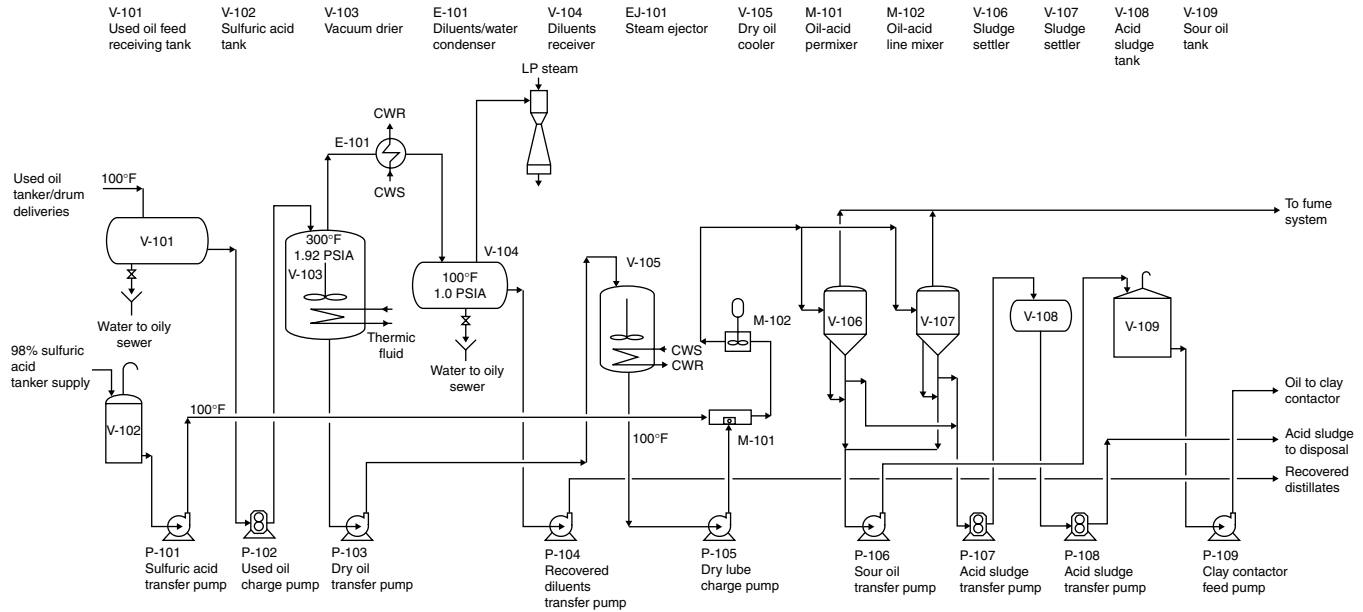 V-101
Used oil feed
receiving tank
V-102
Sulfuric acid
tank
V-103
Vacuum drier
E-101
Diluents/water
condenser
V-104
Diluents
receiver
EJ-101
Steam ejector
V-105
Dry oil
cooler
M-101
Oil-acid
permixer
M-102
Oil-acid
line mixer
V-106
Sludge
settler
V-107
Sludge
settler
V-108
Acid
sludge
tank
V-109
Sour oil
tank
LP steam
CWR
E-101
CWS
Used oil
tanker/drum
deliveries
100°F
V-101
Water to oily
sewer
300°F
1.92 PSIA
V-103
Thermic
fluid
V-104
100°F
1.0 PSIA
Water to oily
sewer
V-105
CWS
CWR
100°F
M-102
M-101
V-106
V-107
V-108
V-109
To fume
system
98% sulfuric
acid
tanker supply
V-102
100°F
Oil to clay
contactor
Acid sludge
to disposal
Recovered
distillates
P-101
Sulfuric acid
transfer pump
P-102
Used oil
charge pump
P-103
Dry oil
transfer pump
P-104
Recovered
diluents
transfer pump
P-105
Dry lube
charge pump
P-106
Sour oil
transfer pump
P-107
Acid sludge
transfer pump
P-108
Acid sludge
transfer pump
P-109
Clay contactor
feed pump